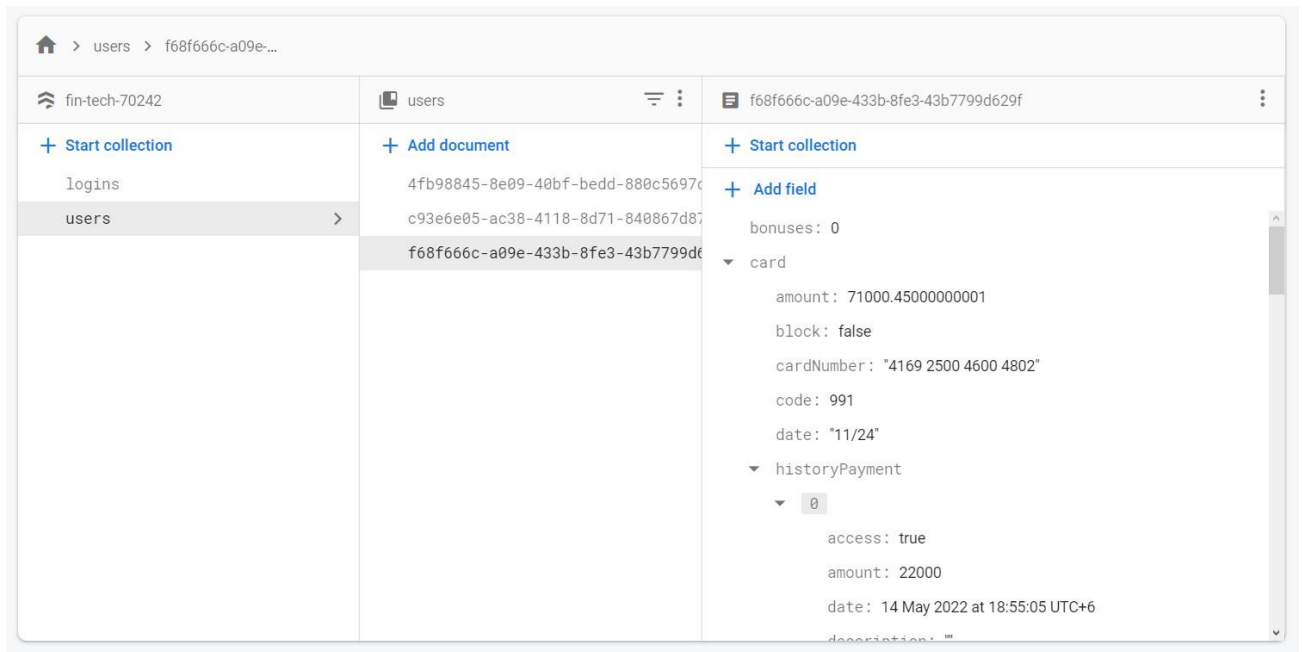 users
f68f666c-a09e-...
fin-tech-70242
users
f68f666c-a09e-433b-8fe3-43b7799d629f
Start collection
Add document
Start collection
logins
users
4fb98845-8e09-40bf-bedd-880c5697c
c93e6e05-ac38-4118-8d71-840867d87
f68f666c-a09e-433b-8fe3-43b7799d6
Add field
bonuses: 0
card
amount: 71000.45000000001
block: false
cardNumber: "4169 2500 4600 4802"
code: 991
date: "11/24"
historyPayment
0
access: true
amount: 22000
date: 14 May 2022 at 18:55:05 UTC+6
description: ""